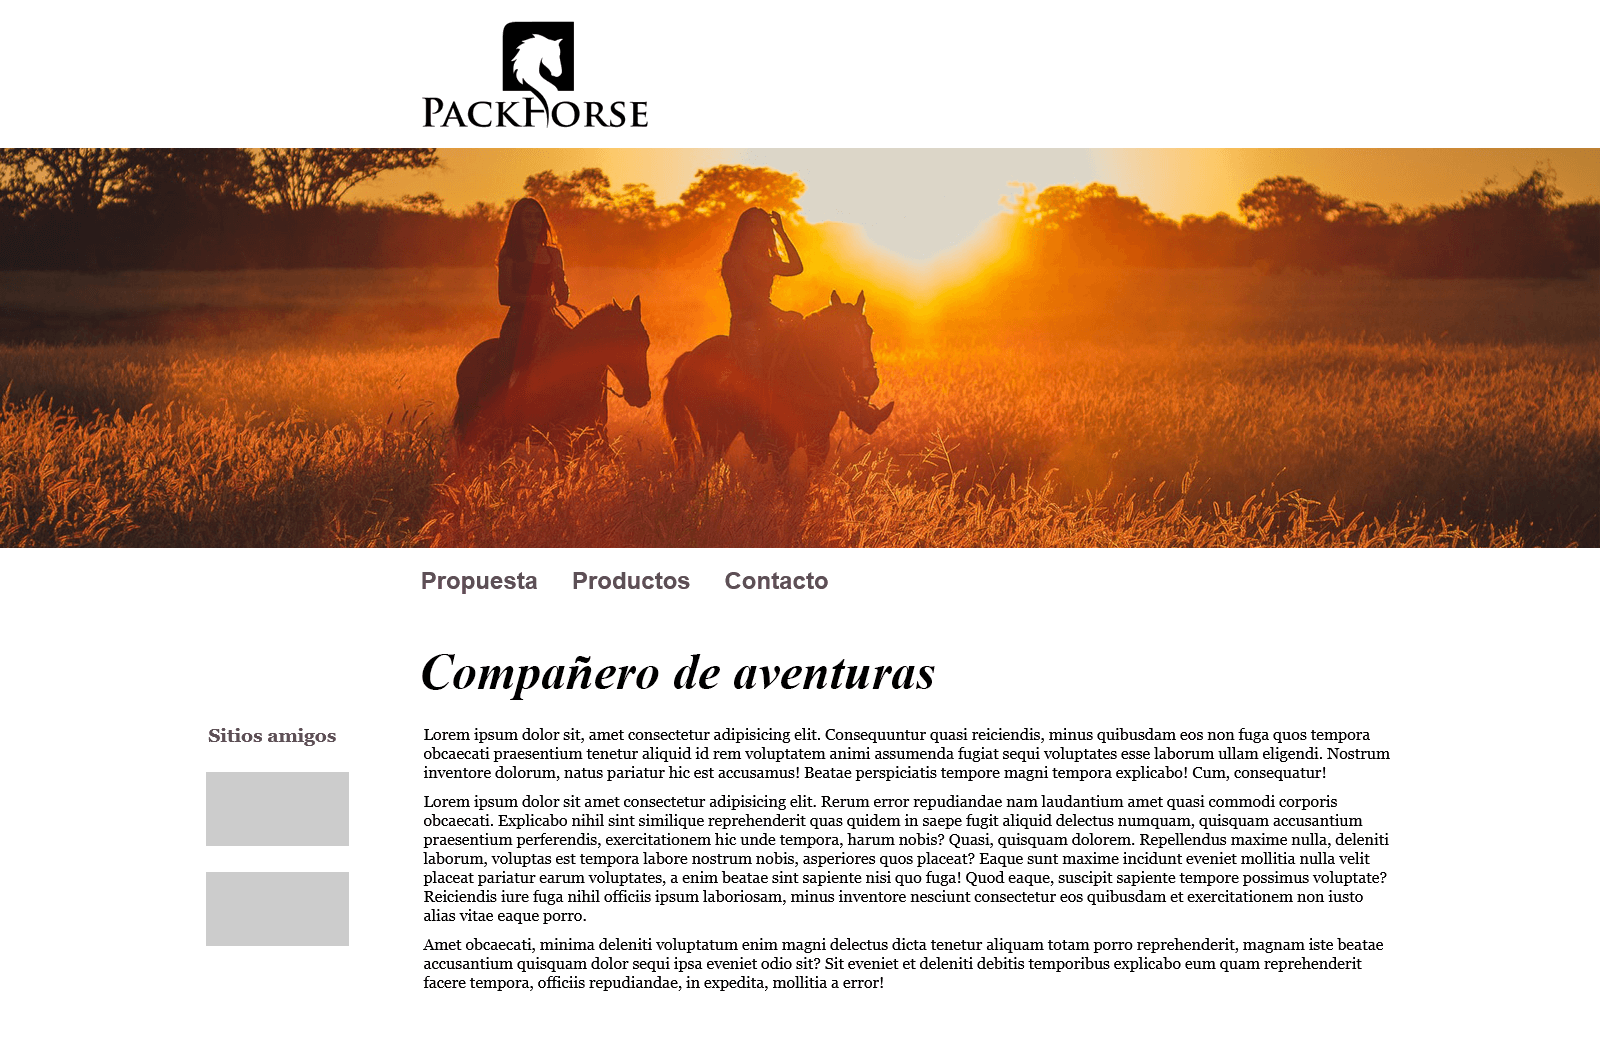 PACKHORSE
Propuesta Productos Contacto
Compañero de aventuras
Sitios amigos
Lorem ipsum dolor sit, amet consectetur adipisicing elit. Consequuntur quasi reiciendis, minus quibusdam eos non fuga quos tempora
obcaecati praesentium tenetur aliquid id rem voluptatem animi assumenda fugiat sequi voluptates esse laborum ullam eligendi. Nostrum
inventore dolorum, natus pariatur hic est accusamus! Beatae perspiciatis tempore magni tempora explicabo! Cum, consequatur!
Lorem ipsum dolor sit amet consectetur adipisicing elit. Rerum error repudiandae nam laudantium amet quasi commodi corporis
obcaecati. Explicabo nihil sint similique reprehenderit quas quidem in saepe fugit aliquid delectus numquam, quisquam accusantium
praesentium perferendis, exercitationem hic unde tempora, harum nobis? Quasi, quisquam dolorem. Repellendus maxime nulla, deleniti
laborum, voluptas est tempora labore nostrum nobis, asperiores quos placeat? Eaque sunt maxime incidunt eveniet mollitia nulla velit
placeat pariatur earum voluptates, a enim beatae sint sapiente nisi quo fuga! Quod eaque, suscipit sapiente tempore possimus voluptate?
Reiciendis iure fuga nihil officiis ipsum laboriosam, minus inventore nesciunt consectetur eos quibusdam et exercitationem non iusto
alias vitae eaque porro.
Amet obcaecati, minima deleniti voluptatum enim magni delectus dicta tenetur aliquam totam porro reprehenderit, magnam iste beatae
accusantium quisquam dolor sequi ipsa eveniet odio sit? Sit eveniet et deleniti debitis temporibus explicabo eum quam reprehenderit
facere tempora, officiis repudiandae, in expedita, mollitia a error!